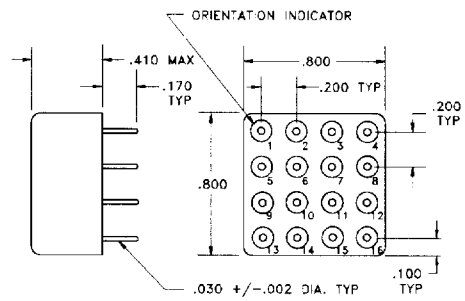 ORIENTATION INDICATOR
.410 MAX
.800
.170
TYP
.200 TYP
.200
TYP
1 2 3 4
.800
5 6 7 8
9 10 11 12
13 14 15 16
.100
TYP
.030 +/-.002 DIA. TYP